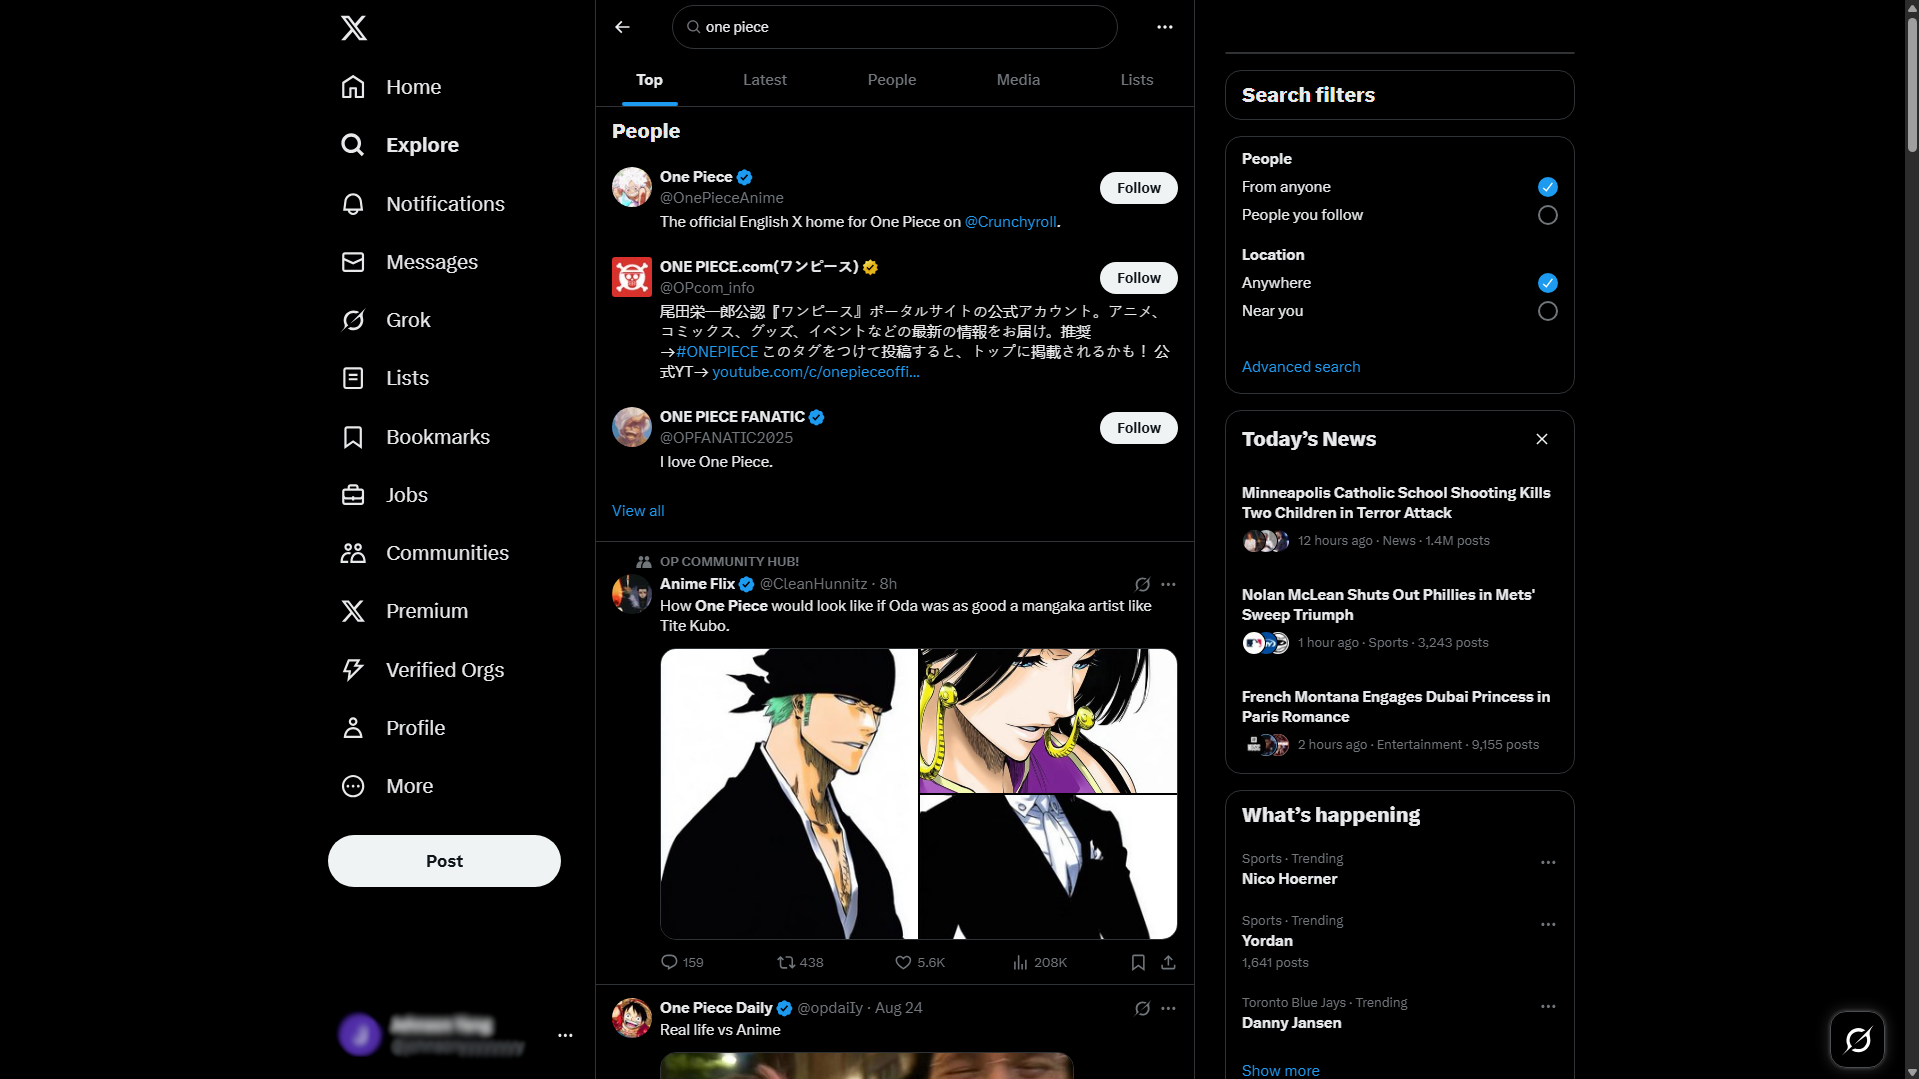 Home
Explore
Notifications
Messages
Grok
Lists
Bookmarks
Jobs
Communities
Premium
Verified Orgs
Profile
More
Post
one piece
Top
Latest
People
Media
Lists
People
One Piece
@OnePieceAnime
Follow
The official English X home for One Piece on @Crunchyroll.
ONE PIECE.com(ワンピース)
@OPcom_info
Follow
尾田栄一郎公認『ワンピース』ポータルサイトの公式アカウント。アニメ、
コミックス、グッズ、イベントなどの最新の情報をお届け。推奨
→#ONEPIECE このタグをつけて投稿すると、トップに掲載されるかも！ 公
式YT→ youtube.com/c/onepieceoffi…
ONE PIECE FANATIC
@OPFANATIC2025
Follow
I love One Piece.
View all
OP COMMUNITY HUB!
Anime Flix @CleanHunnitz · 8h
How One Piece would look like if Oda was as good a mangaka artist like
Tite Kubo.
159
438
5.6K
208K
One Piece Daily @opdaiIy · Aug 24
Real life vs Anime
Search filters
People
From anyone
People you follow
Location
Anywhere
Near you
Advanced search
Today’s News
Minneapolis Catholic School Shooting Kills
Two Children in Terror Attack
12 hours ago · News · 1.4M posts
Nolan McLean Shuts Out Phillies in Mets'
Sweep Triumph
1 hour ago · Sports · 3,243 posts
French Montana Engages Dubai Princess in
Paris Romance
2 hours ago · Entertainment · 9,155 posts
What’s happening
Sports · Trending
Nico Hoerner
Sports · Trending
Yordan
1,641 posts
Toronto Blue Jays · Trending
Danny Jansen
Show more